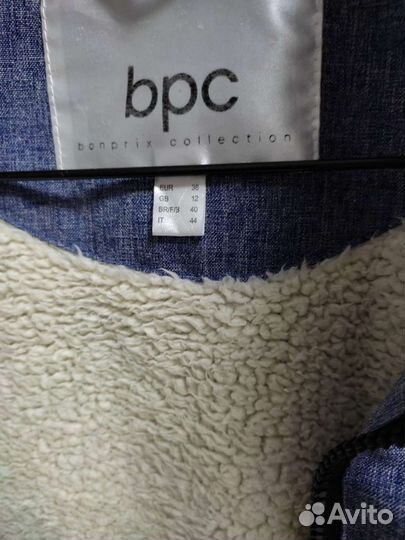 bpc
bonprix collection
EUR 38
GB 12
BR/F/B 40
IT 44
Avito